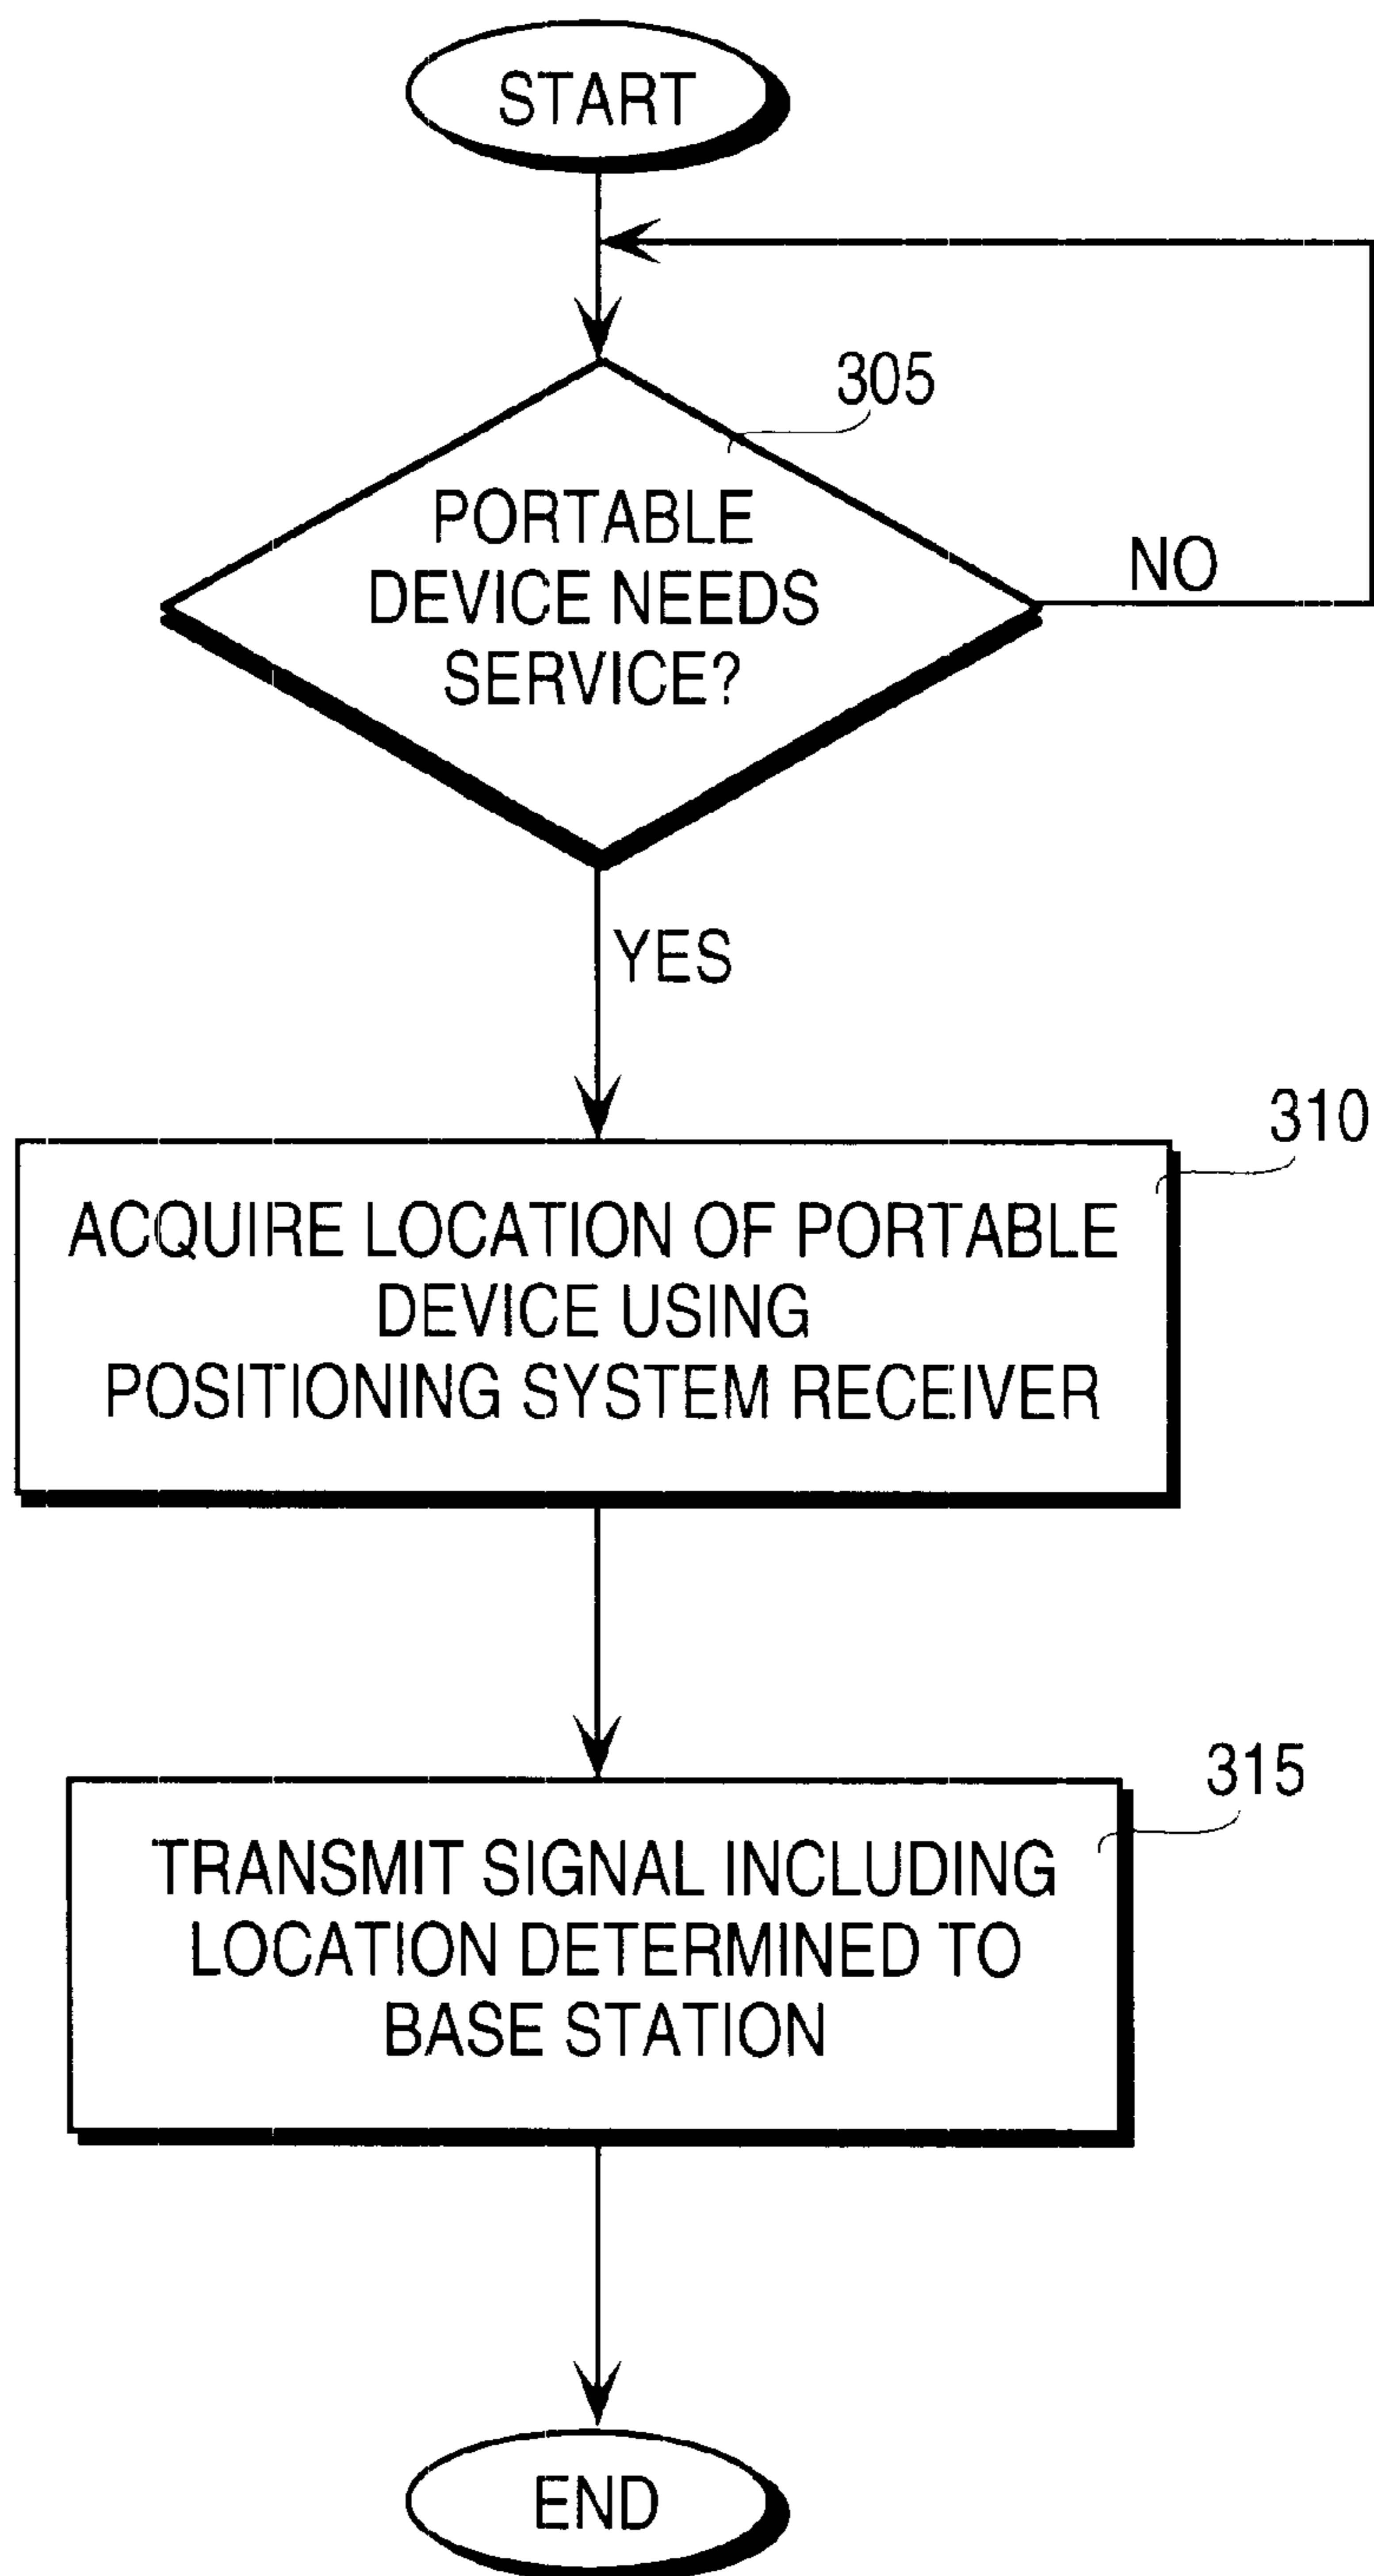 START
305
PORTABLE
DEVICE NEEDS
SERVICE?
NO
YES
310
ACQUIRE LOCATION OF PORTABLE
DEVICE USING
POSITIONING SYSTEM RECEIVER
315
TRANSMIT SIGNAL INCLUDING
LOCATION DETERMINED TO
BASE STATION
END